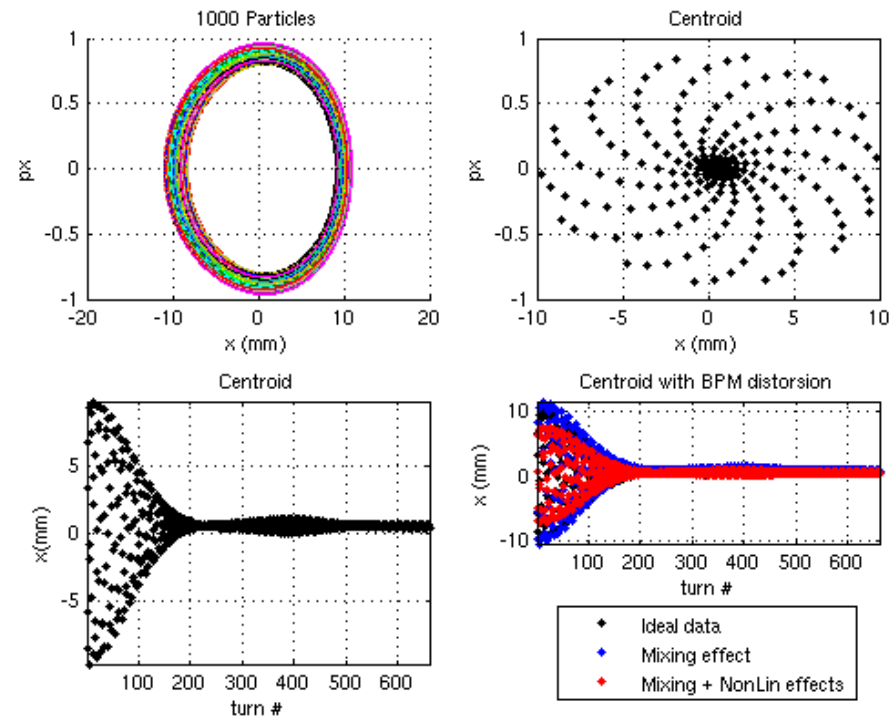 1000 Particles
1
0.5
0
-0.5
-1
px
-20
-10
0
10
20
x (mm)
Centroid
1
0.5
0
-0.5
-1
px
-10
-5
0
5
10
x (mm)
Centroid
5
0
-5
x(mm)
100 200 300 400 500 600
turn #
Centroid with BPM distorsion
10
0
-10
x (mm)
100 200 300 400 500 600
turn #
Ideal data
Mixing effect
Mixing + NonLin effects